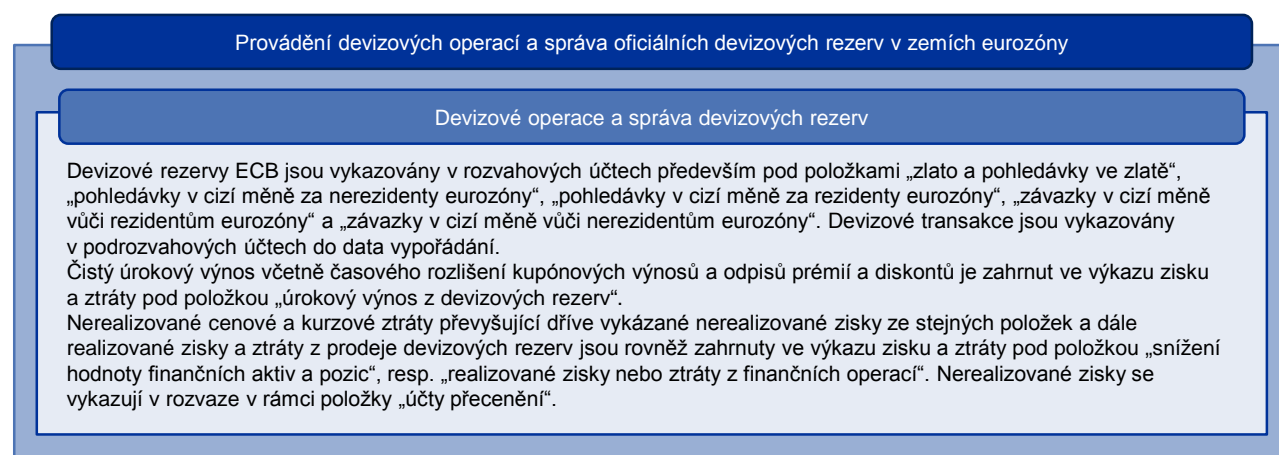 Provádění devizových operací a správa oficiálních devizových rezerv v zemích eurozóny
Devizové operace a správa devizových rezerv
Devizové rezervy ECB jsou vykazovány v rozvahových účtech především pod položkami „zlato a pohledávky ve zlatě“,
„pohledávky v cizí měně za nerezidenty eurozóny“, „pohledávky v cizí měně za rezidenty eurozóny“, „závazky v cizí měně
vůči rezidentům eurozóny“ a „závazky v cizí měně vůči nerezidentům eurozóny“. Devizové transakce jsou vykazovány
v podrozvahových účtech do data vypořádání.
Čistý úrokový výnos včetně časového rozlišení kupónových výnosů a odpisů prémií a diskontů je zahrnut ve výkazu zisku
a ztráty pod položkou „úrokový výnos z devizových rezerv“.
Nerealizované cenové a kurzové ztráty převyšující dříve vykázané nerealizované zisky ze stejných položek a dále
realizované zisky a ztráty z prodeje devizových rezerv jsou rovněž zahrnuty ve výkazu zisku a ztráty pod položkou „snížení
hodnoty finančních aktiv a pozic“, resp. „realizované zisky nebo ztráty z finančních operací“. Nerealizované zisky se
vykazují v rozvaze v rámci položky „účty přecenění“.